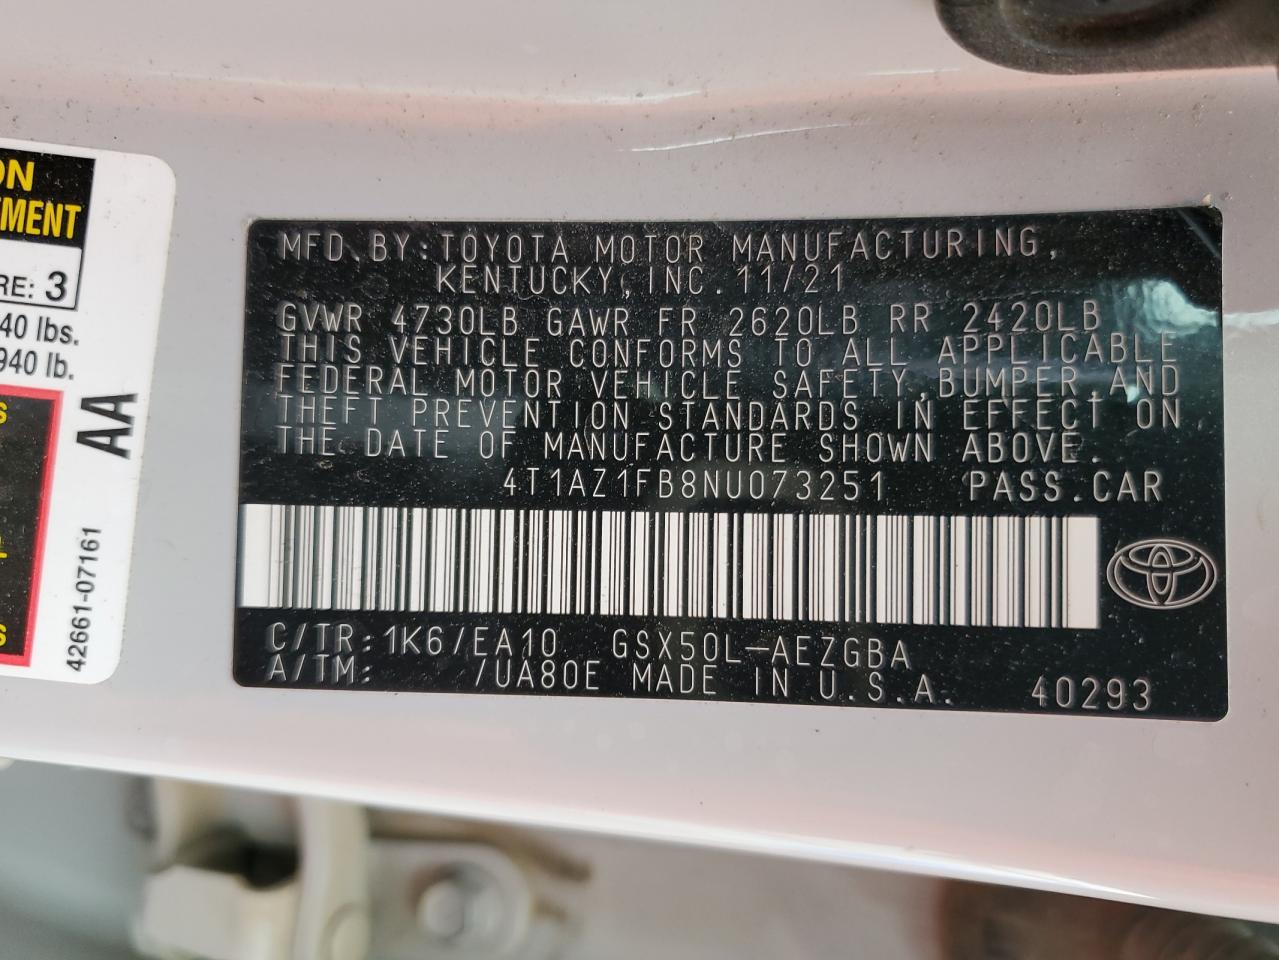 ON
TEMENT
RE: 3
40 lbs.
940 lb.
S
L
S
AA
42661-07161
MFD.BY:TOYOTA MOTOR MANUFACTURING,
KENTUCKY,INC.11/21
GVWR 4730LB GAWR FR 2620LB RR 2420LB
THIS VEHICLE CONFORMS TO ALL APPLICABLE
FEDERAL MOTOR VEHICLE SAFETY,BUMPER,AND
THEFT PREVENTION STANDARDS IN EFFECT ON
THE DATE OF MANUFACTURE SHOWN ABOVE.
4T1AZ1FB8NU073251 PASS.CAR
C/TR:1K6/EA10 GSX50L-AEZGBA
A/TM: /UA80E MADE IN U.S.A. 40293